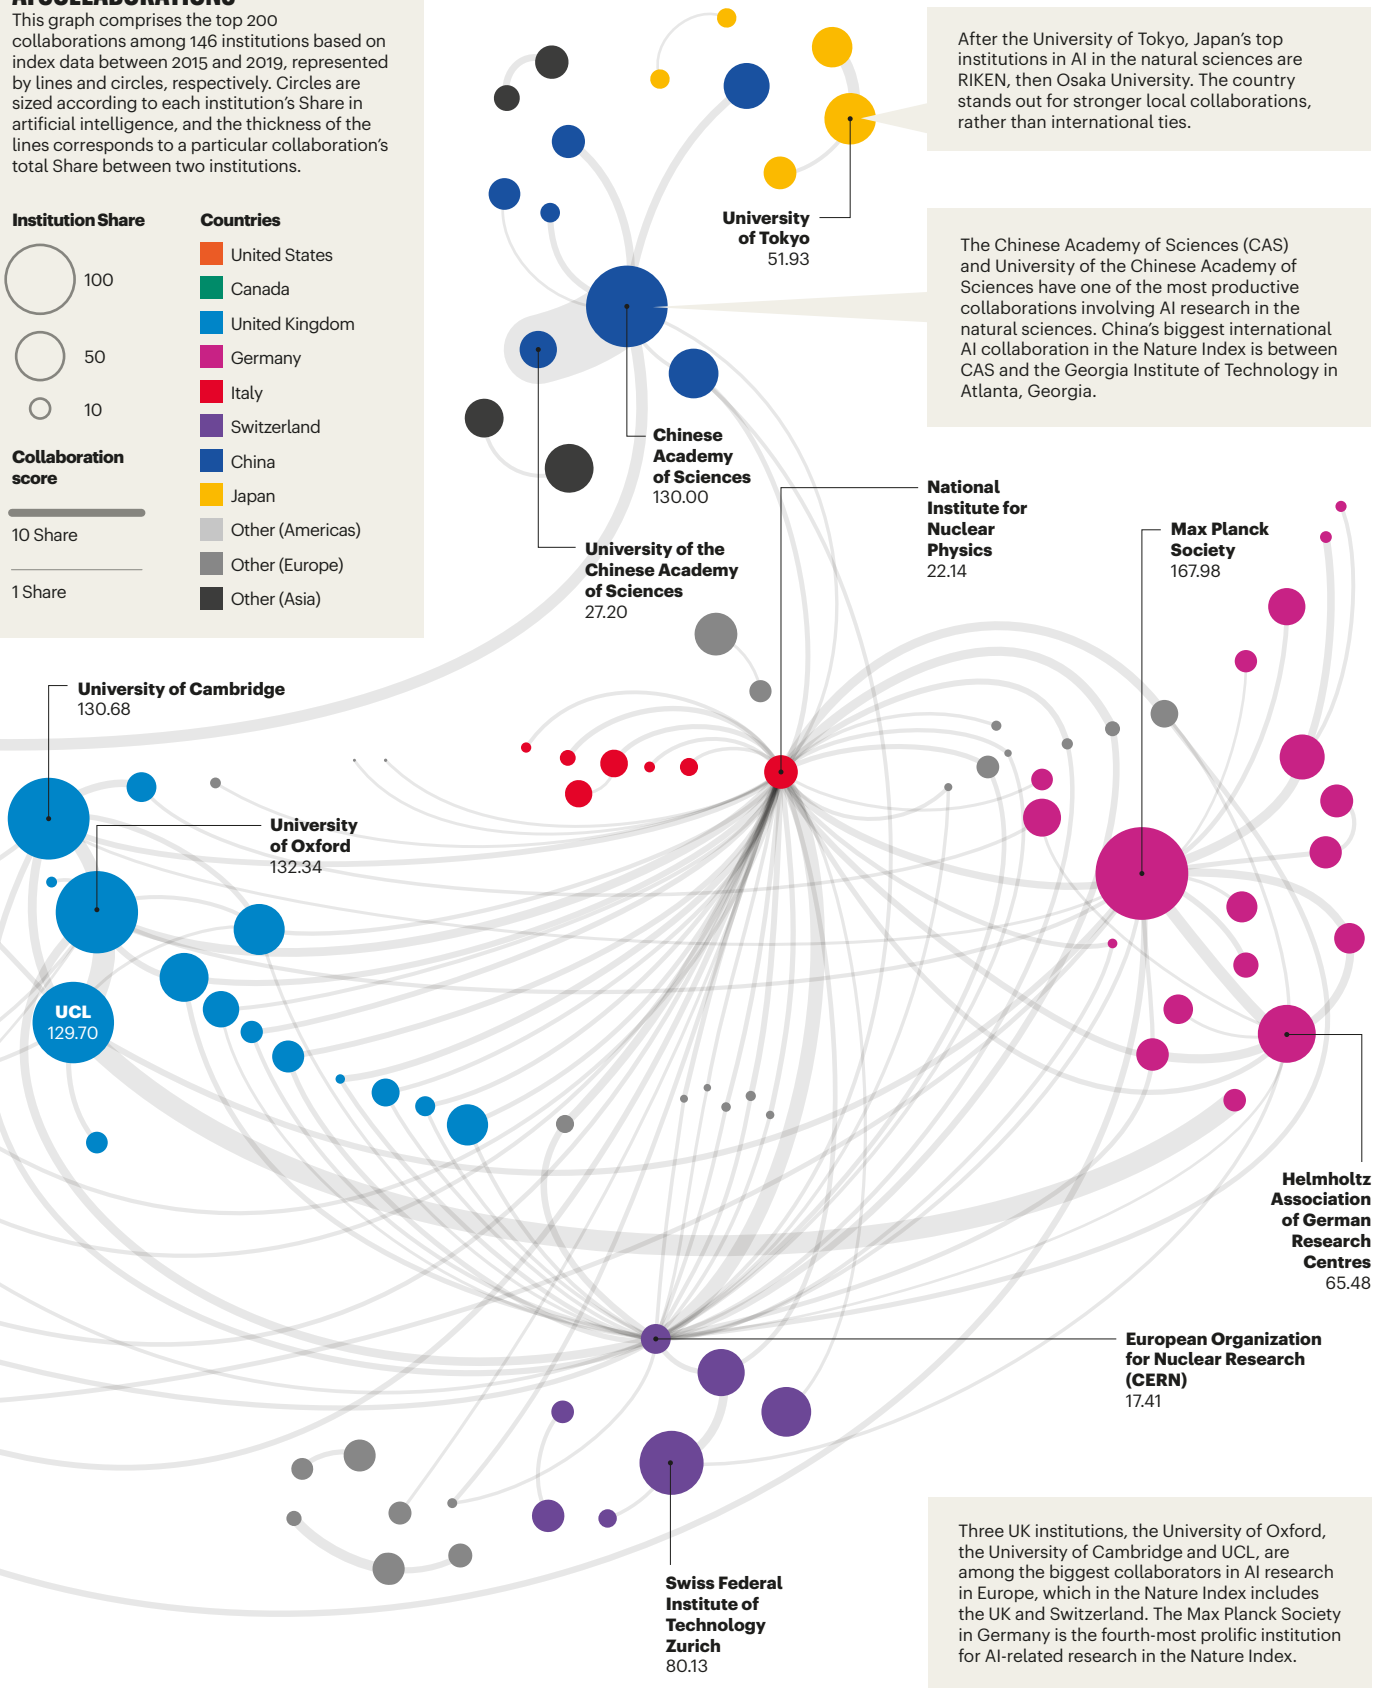 AI COLLABORATIONS
This graph comprises the top 200
collaborations among 146 institutions based on
index data between 2015 and 2019, represented
by lines and circles, respectively. Circles are
sized according to each institution's Share in
artificial intelligence, and the thickness of the
lines corresponds to a particular collaboration's
total Share between two institutions.
Institution Share
100
50
10
Collaboration
score
10 Share
1 Share
Countries
United States
Canada
United Kingdom
Germany
Italy
Switzerland
China
Japan
Other (Americas)
Other (Europe)
Other (Asia)
After the University of Tokyo, Japan's top
institutions in AI in the natural sciences are
RIKEN, then Osaka University. The country
stands out for stronger local collaborations,
rather than international ties.
University
of Tokyo
51.93
The Chinese Academy of Sciences (CAS)
and University of the Chinese Academy of
Sciences have one of the most productive
collaborations involving AI research in the
natural sciences. China's biggest international
AI collaboration in the Nature Index is between
CAS and the Georgia Institute of Technology in
Atlanta, Georgia.
Chinese
Academy
of Sciences
130.00
National
Institute for
Nuclear
Physics
22.14
Max Planck
Society
167.98
University of the
Chinese Academy
of Sciences
27.20
University of Cambridge
130.68
University
of Oxford
132.34
UCL
129.70
Helmholtz
Association
of German
Research
Centres
65.48
European Organization
for Nuclear Research
(CERN)
17.41
Swiss Federal
Institute of
Technology
Zurich
80.13
Three UK institutions, the University of Oxford,
the University of Cambridge and UCL, are
among the biggest collaborators in AI research
in Europe, which in the Nature Index includes
the UK and Switzerland. The Max Planck Society
in Germany is the fourth-most prolific institution
for AI-related research in the Nature Index.